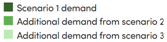 Scenario 1 demand
Additional demand from scenario 2
Additional demand from scenario 3